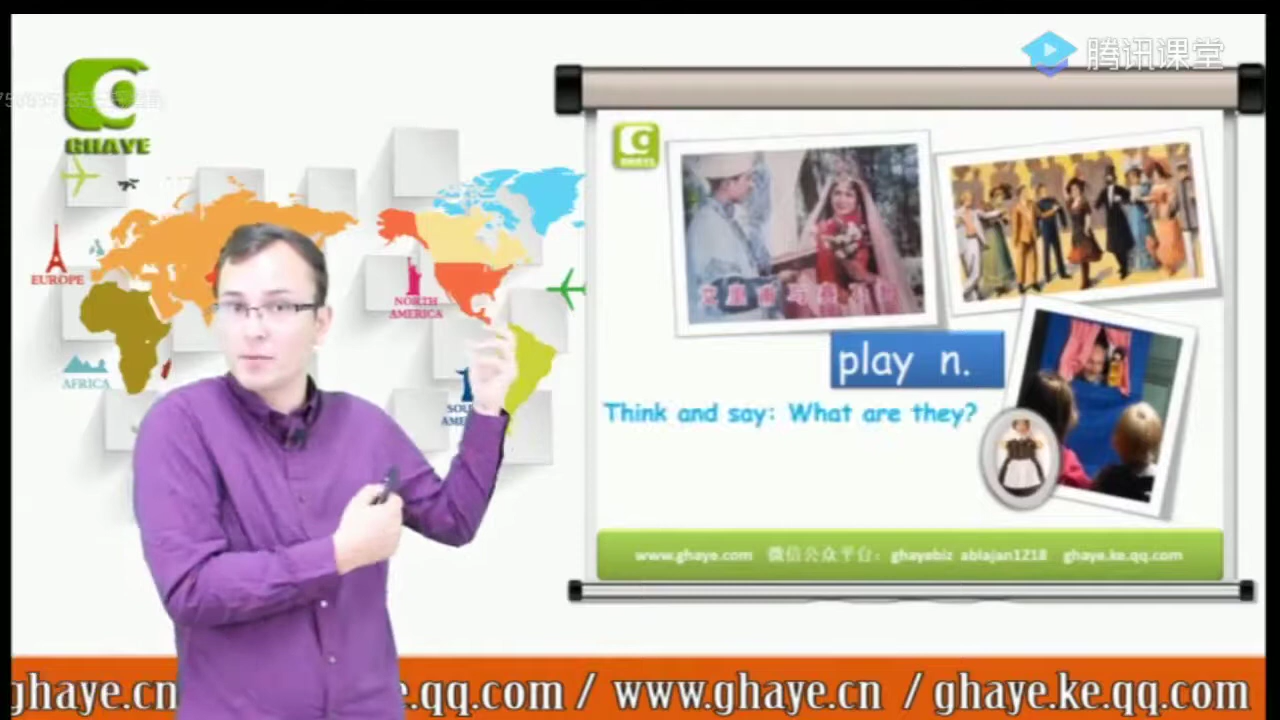 腾讯课堂
GHAYE
GHAYE
EUROPE
NORTH
AMERICA
AFRICA
play n.
Think and say: What are they?
www.ghaye.com 微信公众平台: ghayebiz ablajan1218 ghaye.ke.qq.com
ghaye.cn
e.qq.com / www.ghaye.cn / ghaye.ke.qq.com